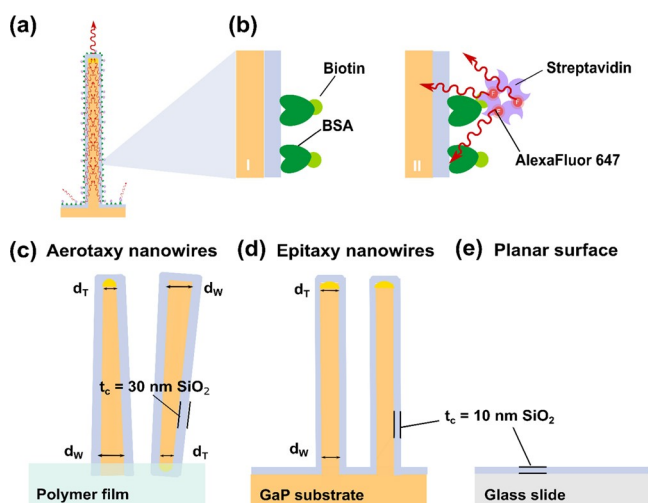 (a)
(b)
Biotin
BSA
I
Streptavidin
AlexaFluor 647
II
(c) Aerotaxy nanowires
(d) Epitaxy nanowires
(e) Planar surface
dT
dW
tc = 30 nm SiO2
dW
dT
Polymer film
dT
dW
GaP substrate
tc = 10 nm SiO2
Glass slide